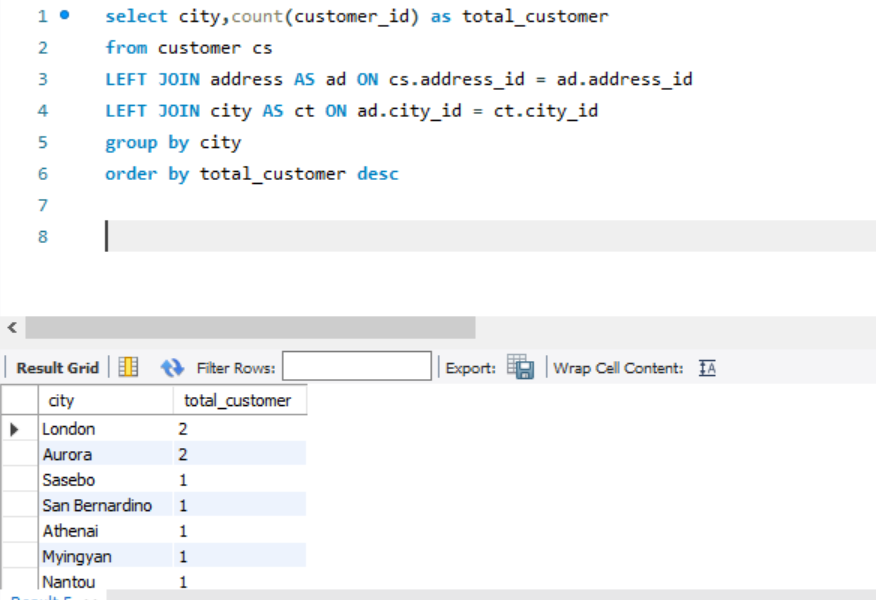 1 select city,count(customer_id) as total_customer
2 from customer cs
3 LEFT JOIN address AS ad ON cs.address_id = ad.address_id
4 LEFT JOIN city AS ct ON ad.city_id = ct.city_id
5 group by city
6 order by total_customer desc
7
8
Result Grid Filter Rows: Export: Wrap Cell Content: IA
city total_customer
London 2
Aurora 2
Sasebo 1
San Bernardino 1
Athenai 1
Myingyan 1
Nantou 1